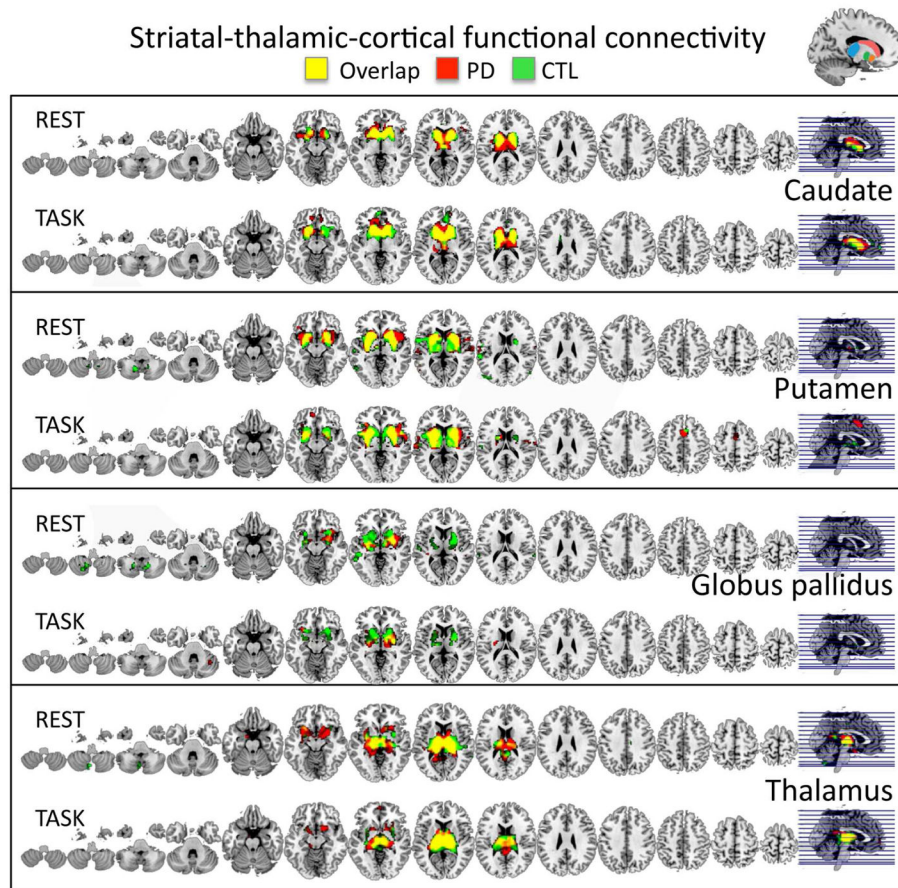 Striatal-thalamic-cortical functional connectivity
Overlap PD CTL
REST
Caudate
TASK
REST
Putamen
TASK
REST
Globus pallidus
TASK
REST
Thalamus
TASK